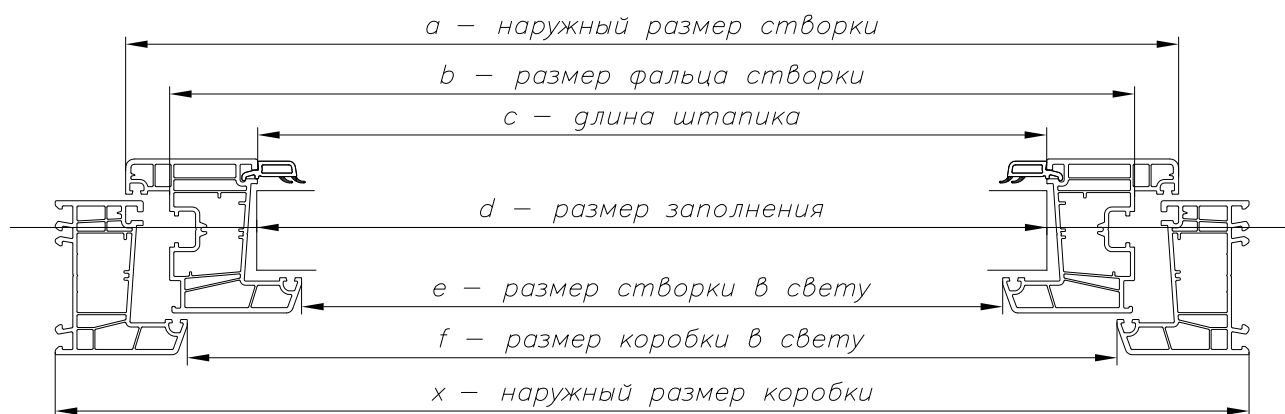 a – наружный размер створки
b – размер фальца створки
c – длина штапика
d – размер заполнения
e – размер створки в свету
f – размер коробки в свету
x – наружный размер коробки